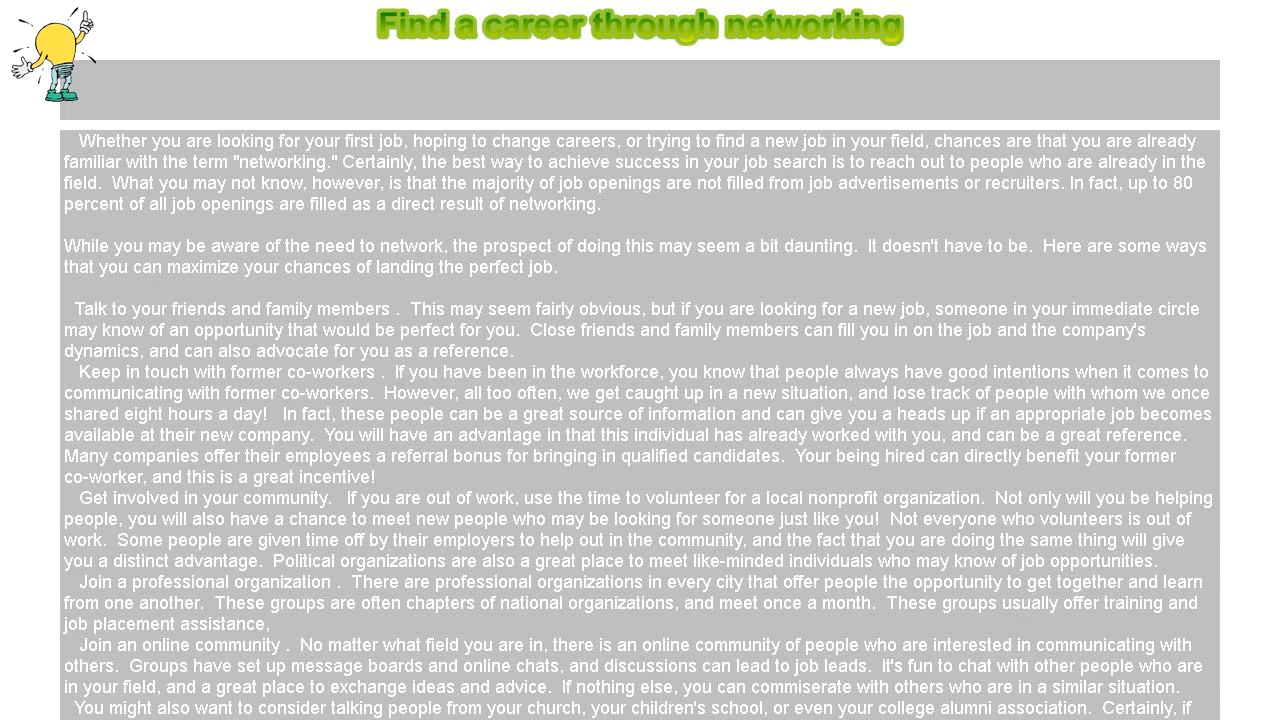 Find a career through networking
Whether you are looking for your first job, hoping to change careers, or trying to find a new job in your field, chances are that you are already
familiar with the term "networking." Certainly, the best way to achieve success in your job search is to reach out to people who are already in the
field.  What you may not know, however, is that the majority of job openings are not filled from job advertisements or recruiters. In fact, up to 80
percent of all job openings are filled as a direct result of networking.
While you may be aware of the need to network, the prospect of doing this may seem a bit daunting.  It doesn't have to be.  Here are some ways
that you can maximize your chances of landing the perfect job.
Talk to your friends and family members .  This may seem fairly obvious, but if you are looking for a new job, someone in your immediate circle
may know of an opportunity that would be perfect for you.  Close friends and family members can fill you in on the job and the company's
dynamics, and can also advocate for you as a reference.
Keep in touch with former co-workers .  If you have been in the workforce, you know that people always have good intentions when it comes to
communicating with former co-workers.  However, all too often, we get caught up in a new situation, and lose track of people with whom we once
shared eight hours a day!   In fact, these people can be a great source of information and can give you a heads up if an appropriate job becomes
available at their new company.  You will have an advantage in that this individual has already worked with you, and can be a great reference.
Many companies offer their employees a referral bonus for bringing in qualified candidates.  Your being hired can directly benefit your former
co-worker, and this is a great incentive!
Get involved in your community.   If you are out of work, use the time to volunteer for a local nonprofit organization.  Not only will you be helping
people, you will also have a chance to meet new people who may be looking for someone just like you!  Not everyone who volunteers is out of
work.  Some people are given time off by their employers to help out in the community, and the fact that you are doing the same thing will give
you a distinct advantage.  Political organizations are also a great place to meet like-minded individuals who may know of job opportunities.
Join a professional organization .  There are professional organizations in every city that offer people the opportunity to get together and learn
from one another.  These groups are often chapters of national organizations, and meet once a month.  These groups usually offer training and
job placement assistance,
Join an online community .  No matter what field you are in, there is an online community of people who are interested in communicating with
others.  Groups have set up message boards and online chats, and discussions can lead to job leads.  It's fun to chat with other people who are
in your field, and a great place to exchange ideas and advice.  If nothing else, you can commiserate with others who are in a similar situation.
You might also want to consider talking people from your church, your children's school, or even your college alumni association.  Certainly, if